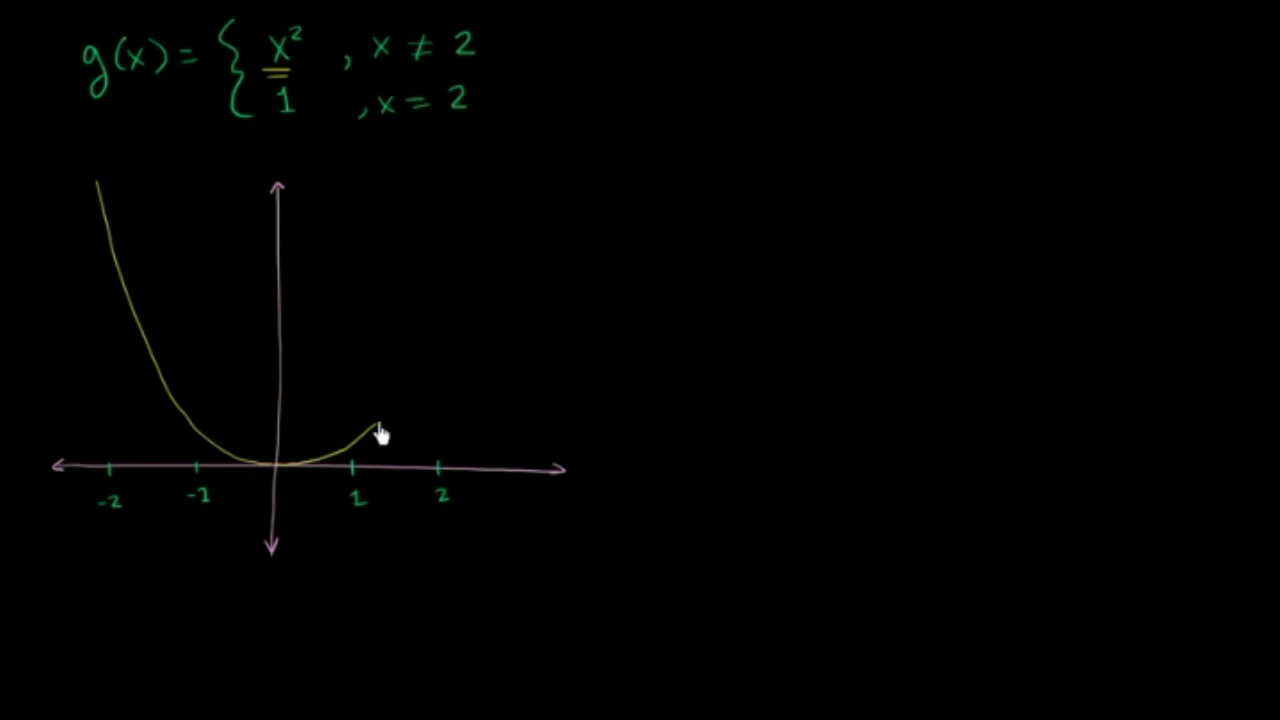 g(x) = { x² , x ≠ 2
1 , x = 2
-2 -1 1 2